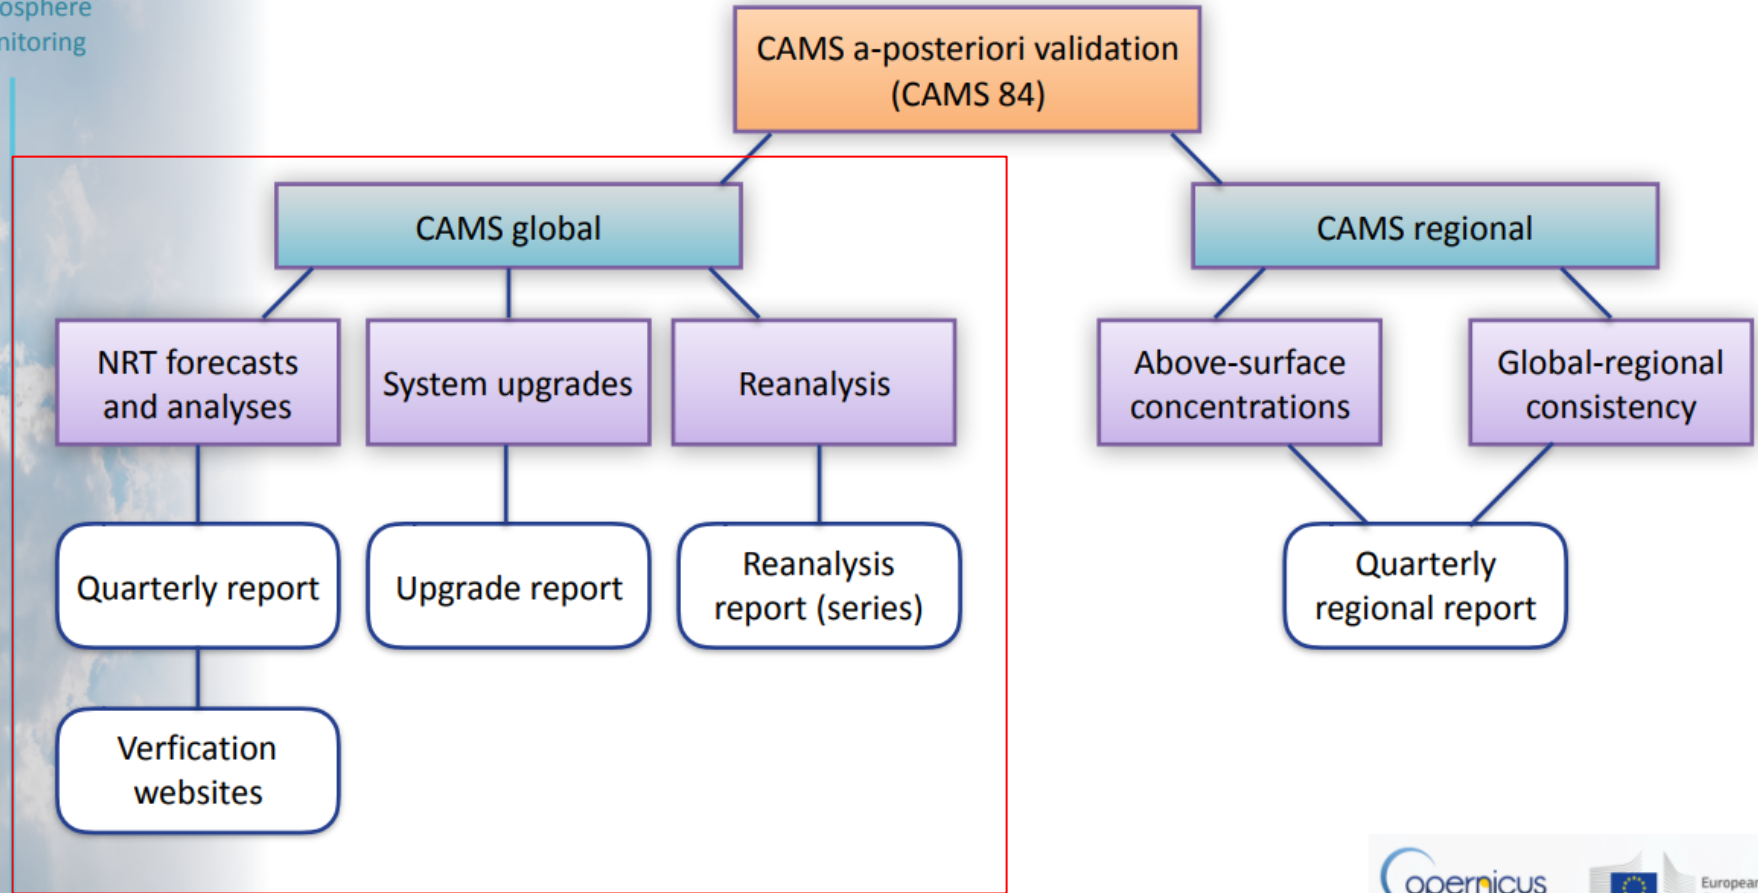 osphere
nitoring
CAMS a-posteriori validation
(CAMS 84)
CAMS global
CAMS regional
NRT forecasts
and analyses
System upgrades
Reanalysis
Above-surface
concentrations
Global-regional
consistency
Quarterly report
Upgrade report
Reanalysis
report (series)
Quarterly
regional report
Verfication
websites
opernicus
European